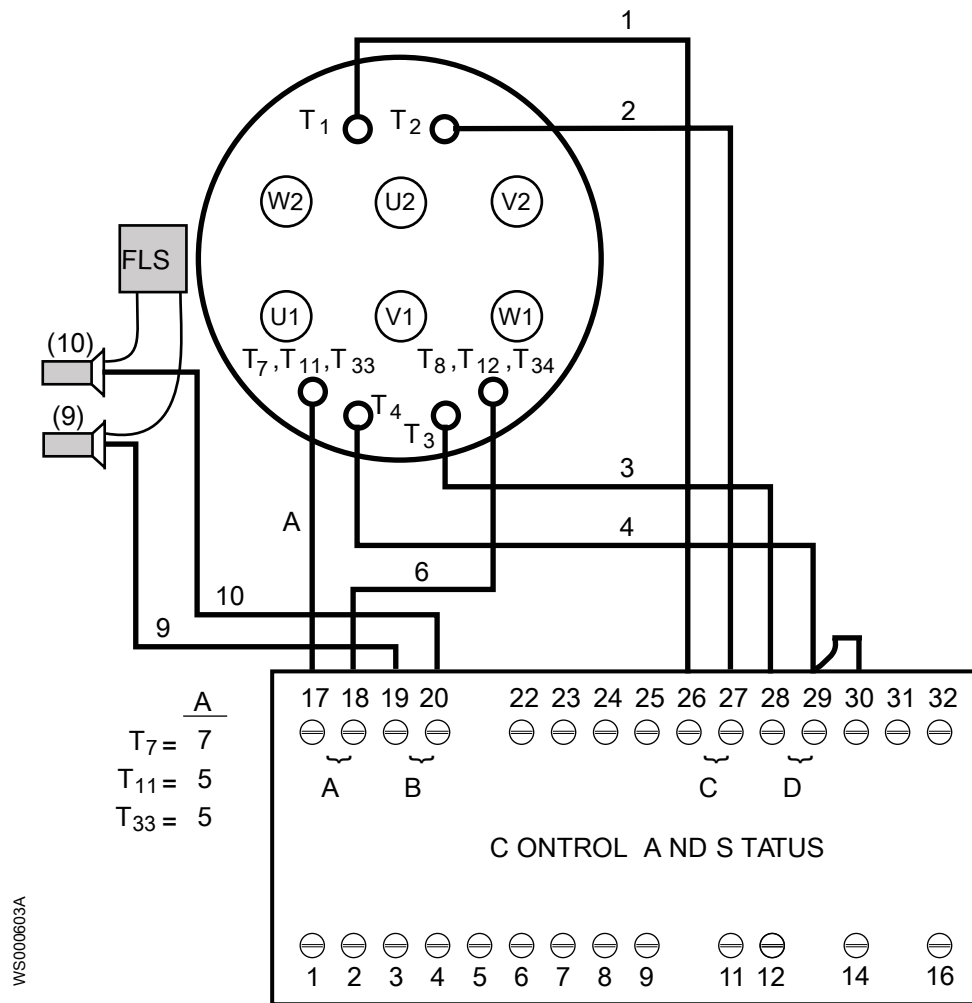 1
T1 T2 2
W2 U2 V2
FLS
U1 V1 W1
(10) T7,T11,T33 T8,T12,T34
(9) T4
T3
3
A 4
6
10
9
17 18 19 20 22 23 24 25 26 27 28 29 30 31 32
A
T7 = 7
T11 = 5
T33 = 5
A B C D
C ONTROL A ND S TATUS
1 2 3 4 5 6 7 8 9 11 12 14 16
WS000603A